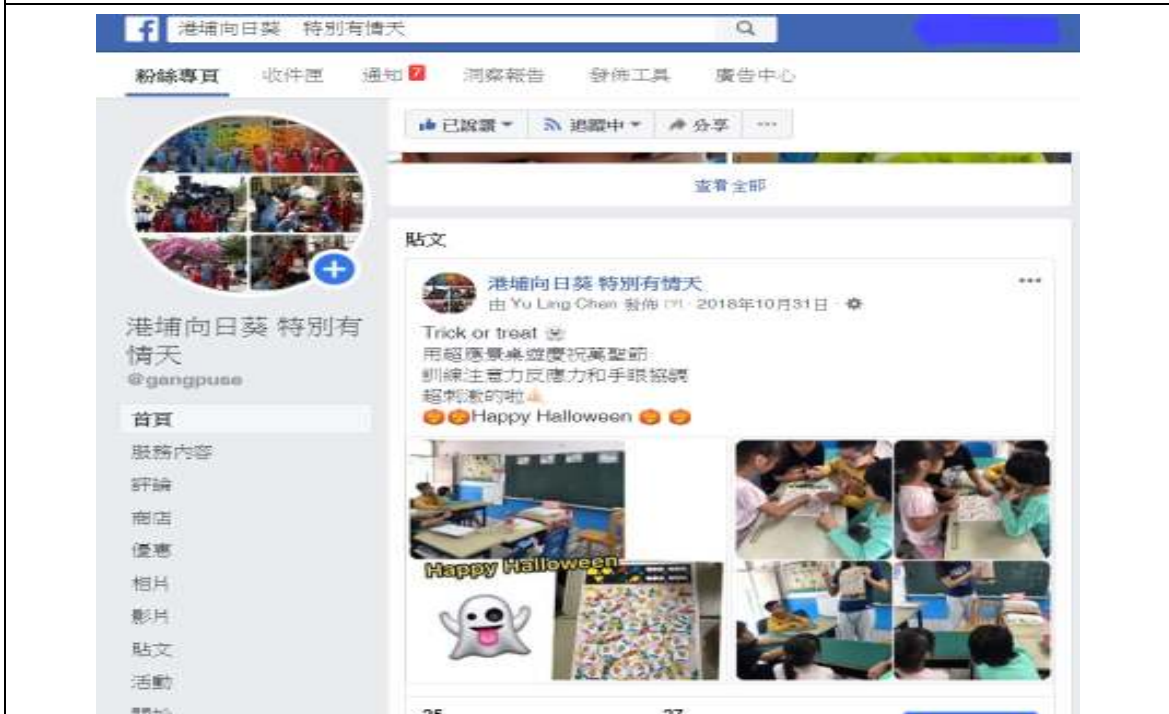 港埔向日葵 特別有情天
粉絲專頁 收件匣 通知 7 洞察報告 發佈工具 廣告中心
已說讚 追蹤中 分享 ...
查看全部
貼文
港埔向日葵 特別有情天
由 Yu Ling Chen 發佈 [?] · 2018年10月31日
Trick or treat
用超應景桌遊慶祝萬聖節
訓練注意力反應力和手眼協調
超刺激的啦
Happy Halloween
Happy Halloween
港埔向日葵 特別有
情天
@gangpuse
首頁
服務內容
評論
商店
優惠
相片
影片
貼文
活動